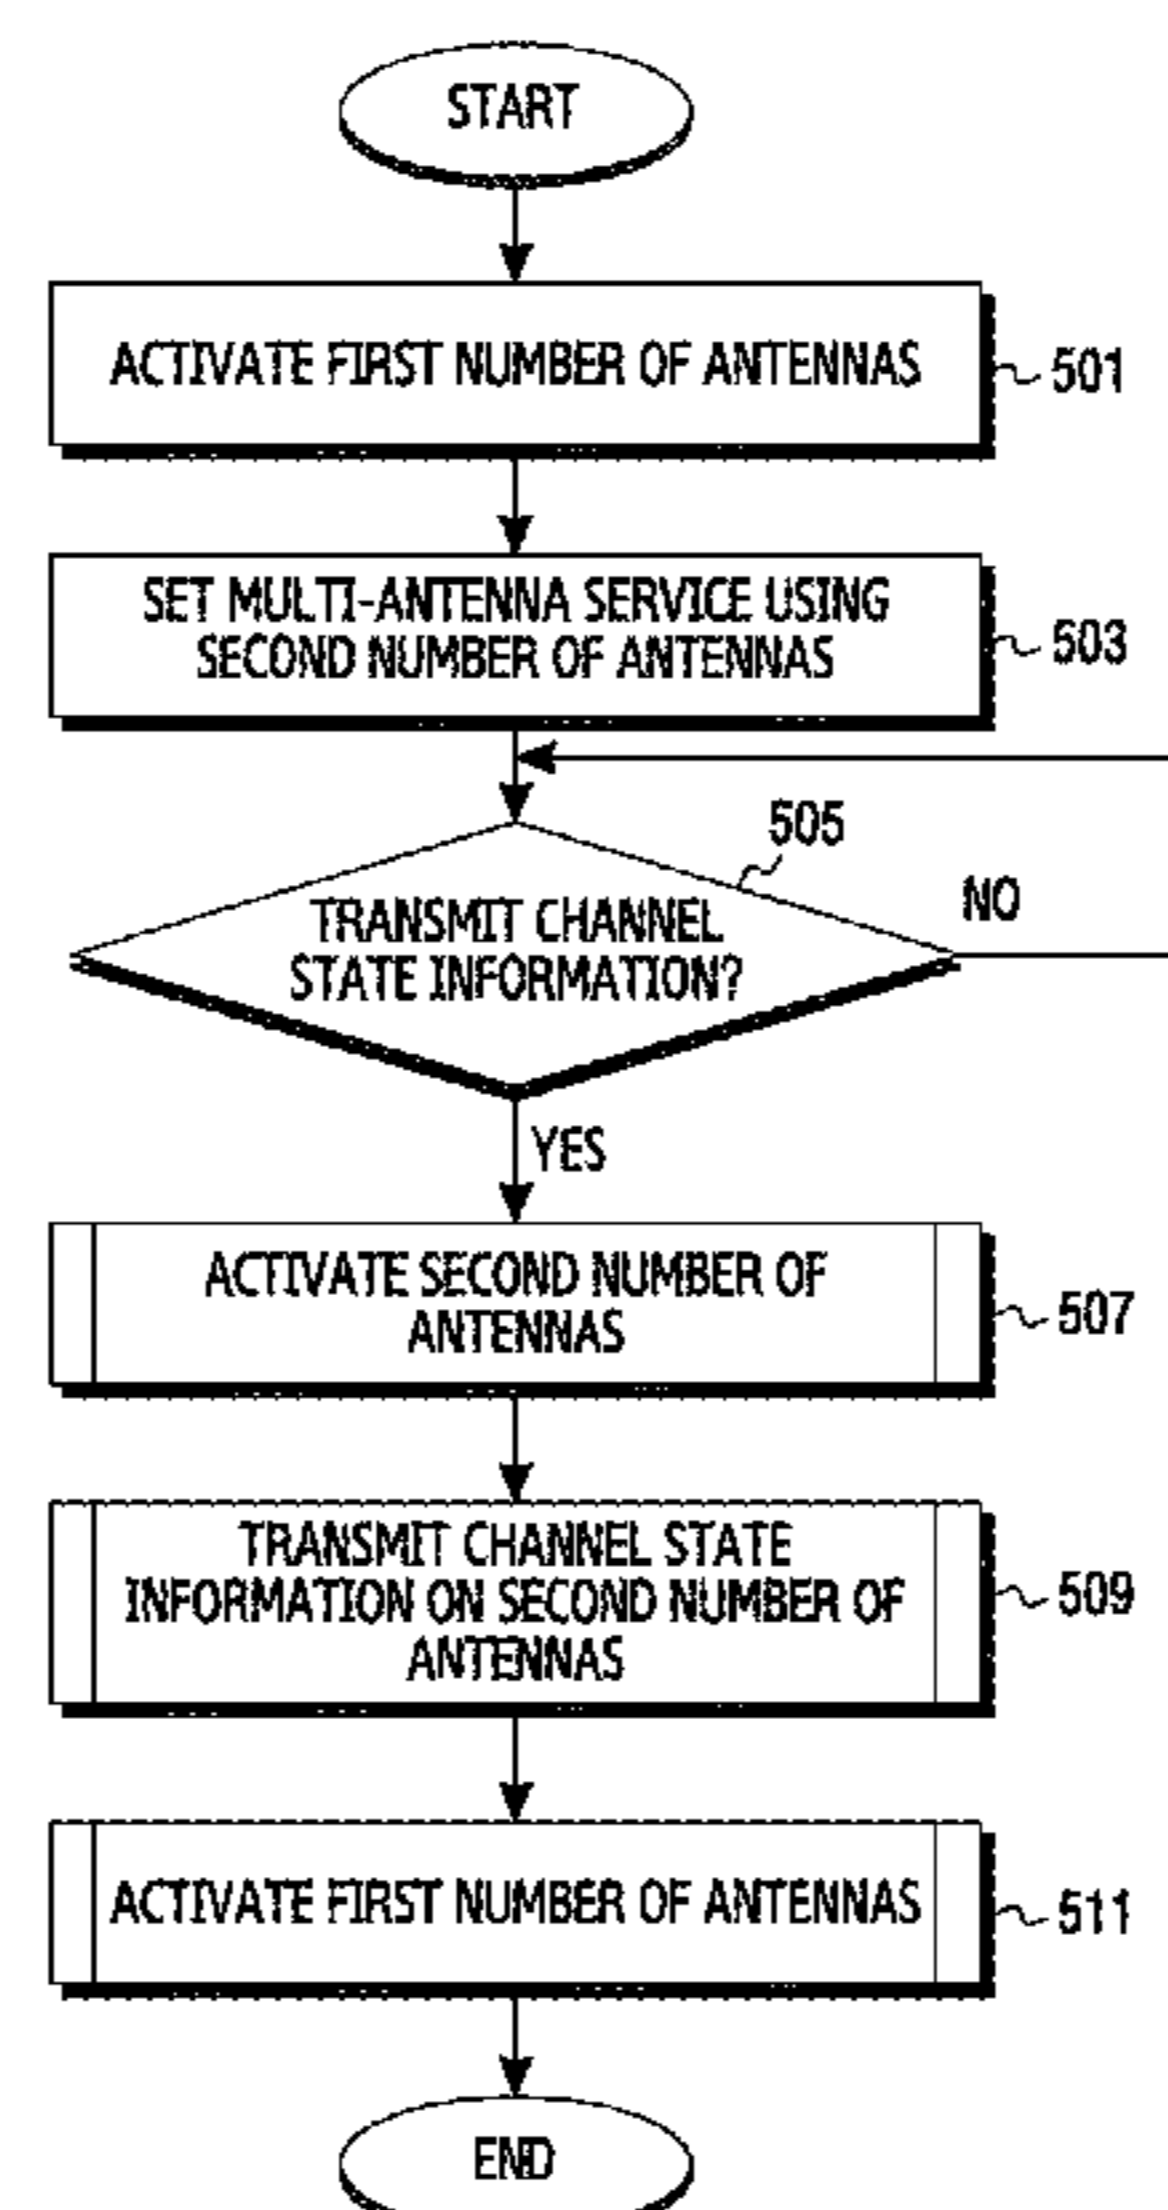 START
ACTIVATE FIRST NUMBER OF ANTENNAS
501
SET MULTI-ANTENNA SERVICE USING
SECOND NUMBER OF ANTENNAS
503
505
TRANSMIT CHANNEL
STATE INFORMATION?
NO
YES
ACTIVATE SECOND NUMBER OF
ANTENNAS
507
TRANSMIT CHANNEL STATE
INFORMATION ON SECOND NUMBER OF
ANTENNAS
509
ACTIVATE FIRST NUMBER OF ANTENNAS
511
END